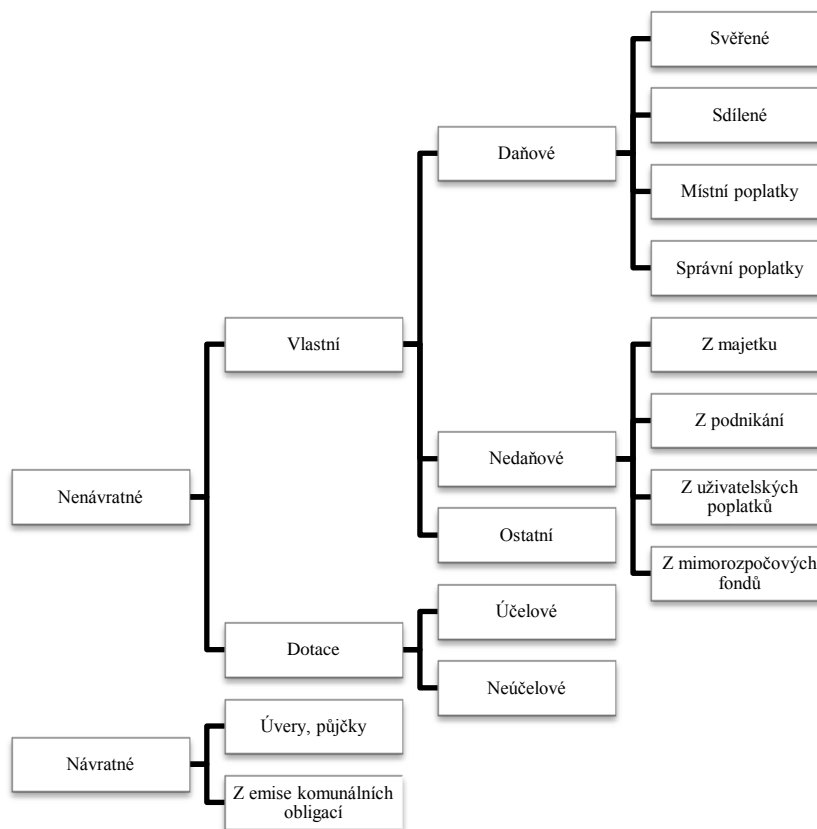 Svěřené
Sdílené
Daňové
Místní poplatky
Správní poplatky
Vlastní
Z majetku
Z podnikání
Nedaňové
Nenávratné
Z uživatelských
poplatků
Ostatní
Z mimorozpočových
fondů
Účelové
Dotace
Neúčelové
Úvery, půjčky
Návratné
Z emise komunálních
obligací